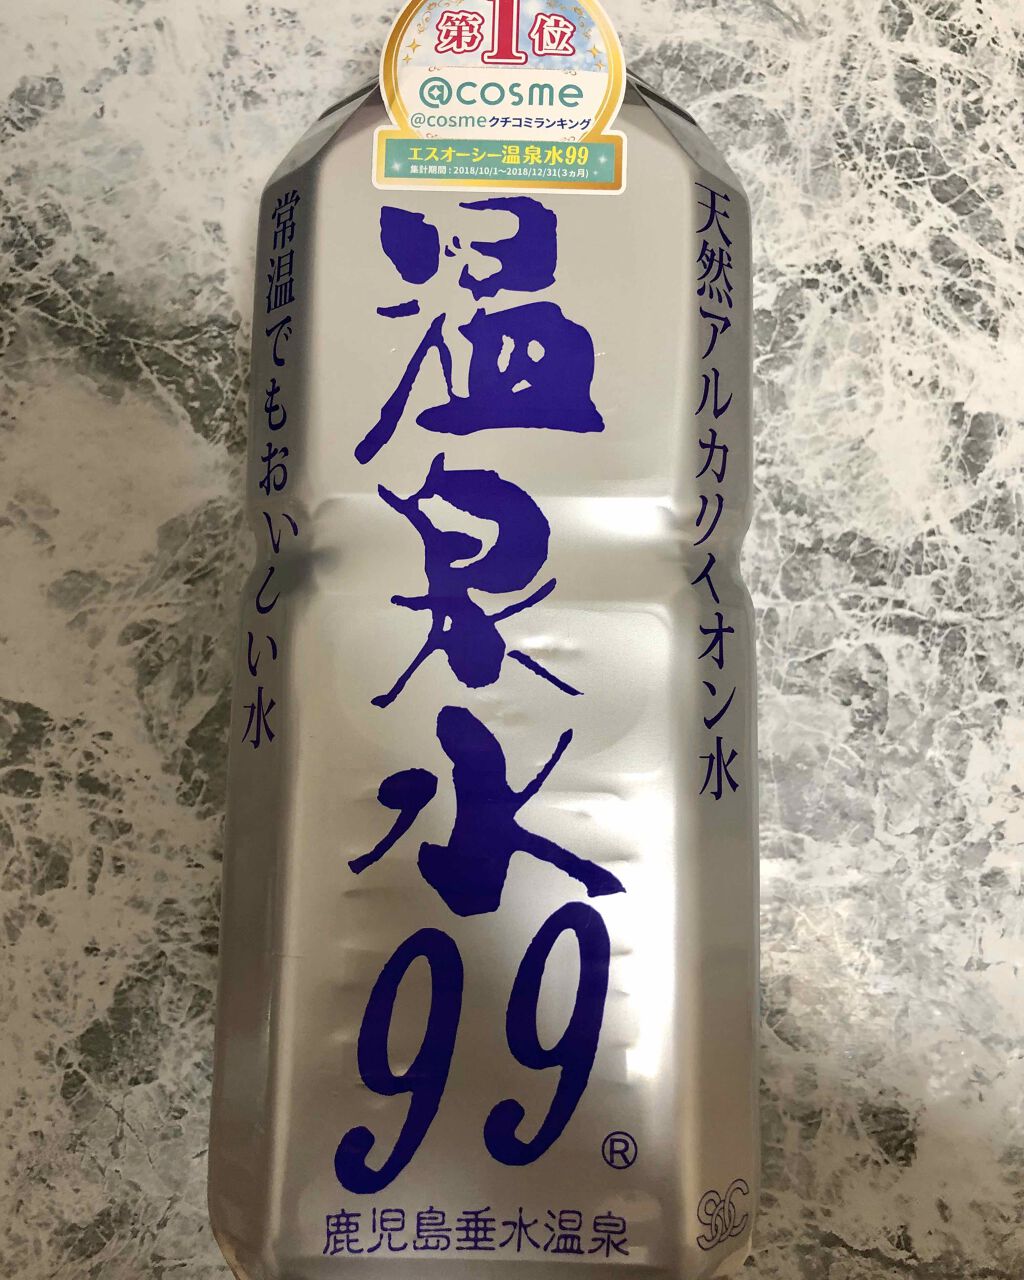 第1位
@cosme
@cosmeクチコミランキング
エスオーシー温泉水99
集計期間：2018/10/1〜2018/12/31(3ヵ月)
天然アルカリイオン水
温泉水99®
常温でもおいしい水
鹿児島垂水温泉
SOC